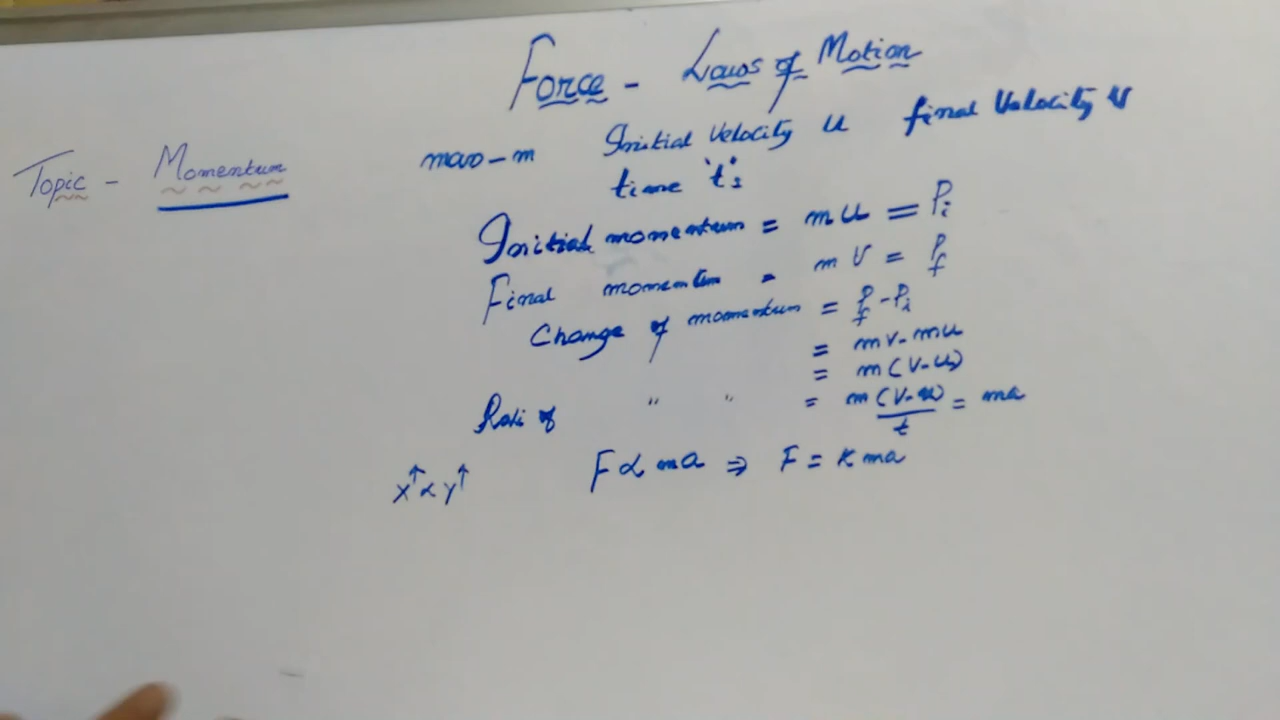 Force - Laws of Motion
Topic - Momentum
mass - m Initial Velocity u final Velocity v
time 't's
Initial momentum = mu = Pi
Final momentum = mv = Pf
Change of momentum = Pf - Pi
= mv - mu
= m(v-u)
Rate of " " = m(v-u)/t = ma
x↑ ∝ y↑ F ∝ ma ⇒ F = kma